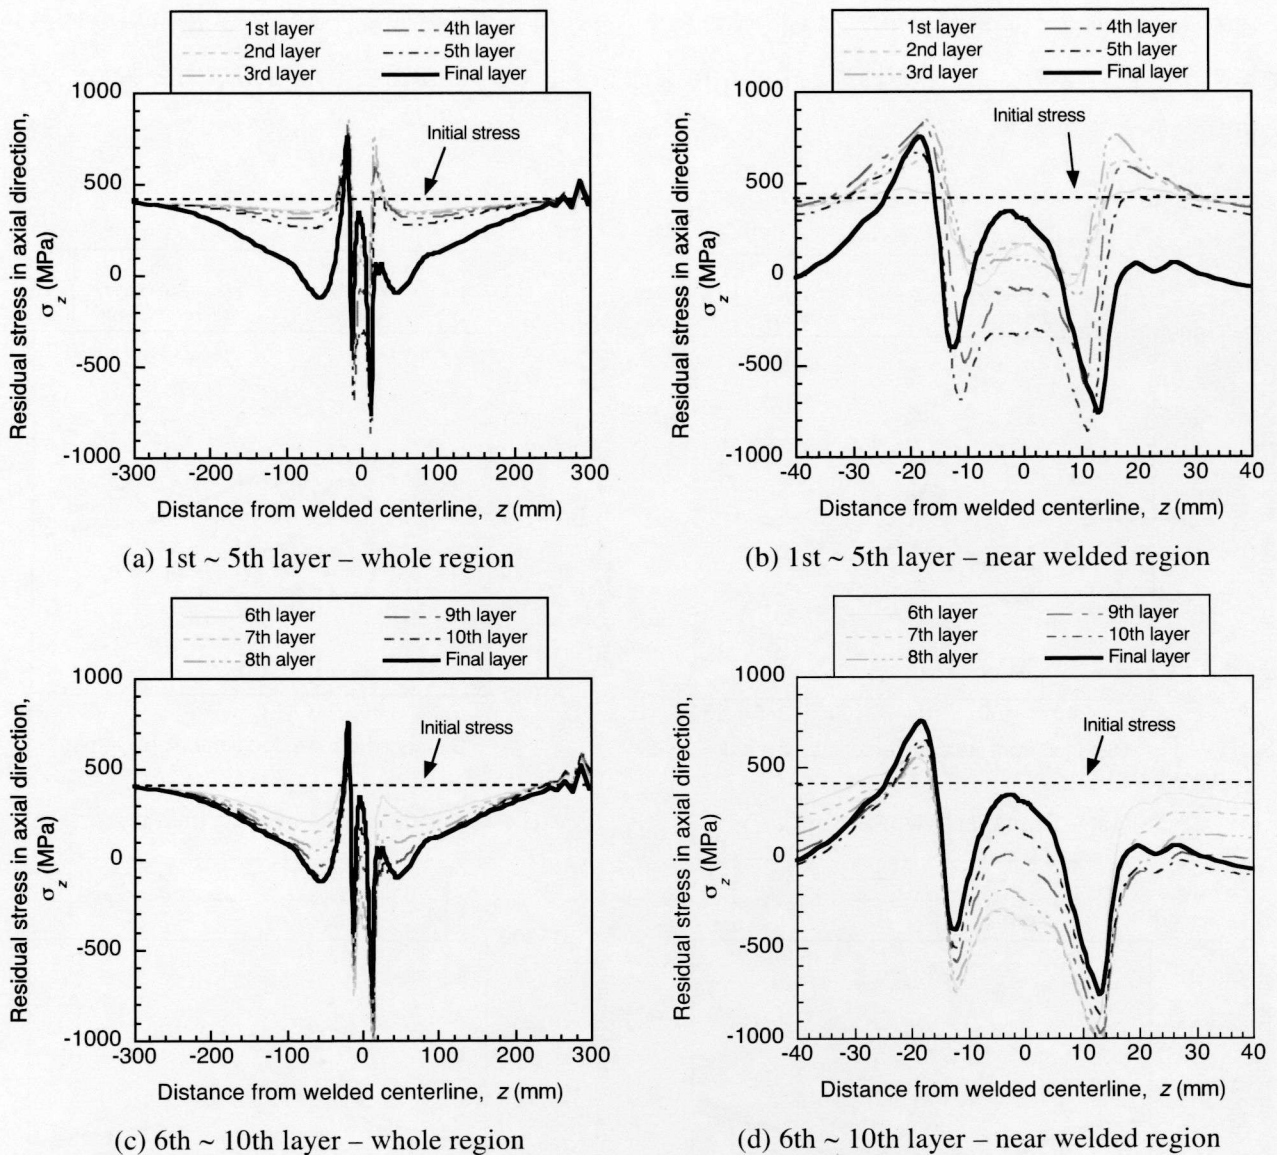 1st layer 4th layer
2nd layer 5th layer
3rd layer Final layer
1000
500
0
-500
-1000
Residual stress in axial direction,
σz (MPa)
Initial stress
-300 -200 -100 0 100 200 300
Distance from welded centerline, z (mm)
(a) 1st ~ 5th layer – whole region
1st layer 4th layer
2nd layer 5th layer
3rd layer Final layer
1000
500
0
-500
-1000
Residual stress in axial direction,
σz (MPa)
Initial stress
-40 -30 -20 -10 0 10 20 30 40
Distance from welded centerline, z (mm)
(b) 1st ~ 5th layer – near welded region
6th layer 9th layer
7th layer 10th layer
8th alyer Final layer
1000
500
0
-500
-1000
Residual stress in axial direction,
σz (MPa)
Initial stress
-300 -200 -100 0 100 200 300
Distance from welded centerline, z (mm)
(c) 6th ~ 10th layer – whole region
6th layer 9th layer
7th layer 10th layer
8th alyer Final layer
1000
500
0
-500
-1000
Residual stress in axial direction,
σz (MPa)
Initial stress
-40 -30 -20 -10 0 10 20 30 40
Distance from welded centerline, z (mm)
(d) 6th ~ 10th layer – near welded region